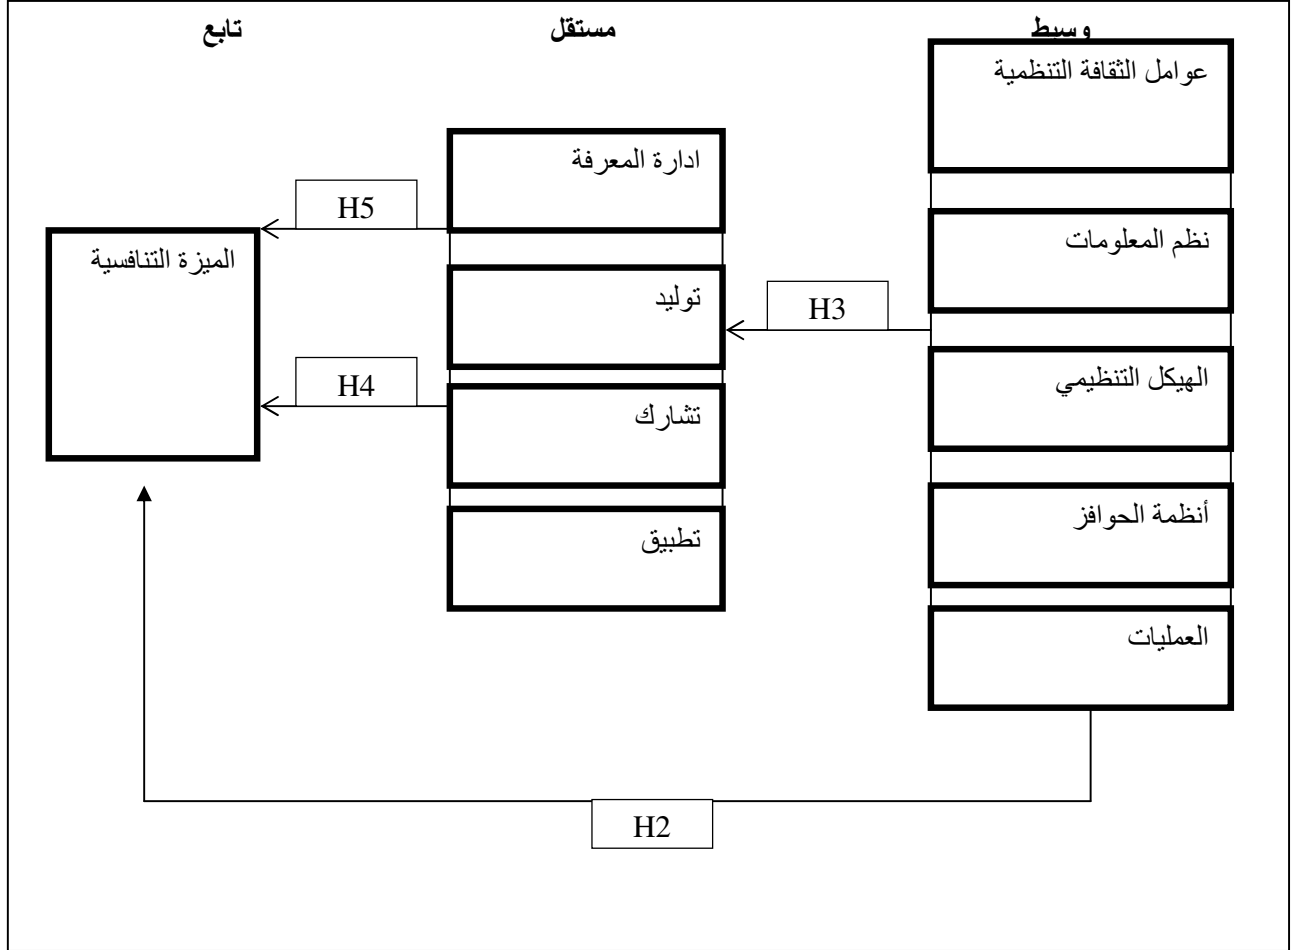 وسيط
مستقل
تابع
عوامل الثقافة التنظمية
نظم المعلومات
الهيكل التنظيمي
أنظمة الحوافز
العمليات
H3
ادارة المعرفة
توليد
تشارك
تطبيق
H5
H4
الميزة التنافسية
H2